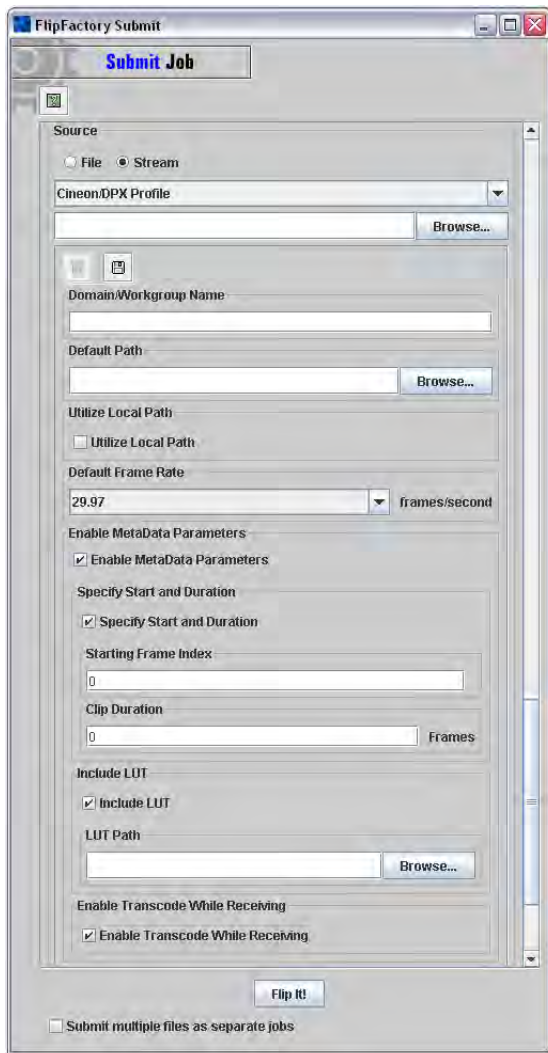 FlipFactory Submit
Submit Job
Source
File Stream
Cineon/DPX Profile
Browse...
Domain/Workgroup Name
Default Path
Browse...
Utilize Local Path
Utilize Local Path
Default Frame Rate
29.97 frames/second
Enable MetaData Parameters
Enable MetaData Parameters
Specify Start and Duration
Specify Start and Duration
Starting Frame Index
0
Clip Duration
0 Frames
Include LUT
Include LUT
LUT Path
Browse...
Enable Transcode While Receiving
Enable Transcode While Receiving
Flip It!
Submit multiple files as separate jobs